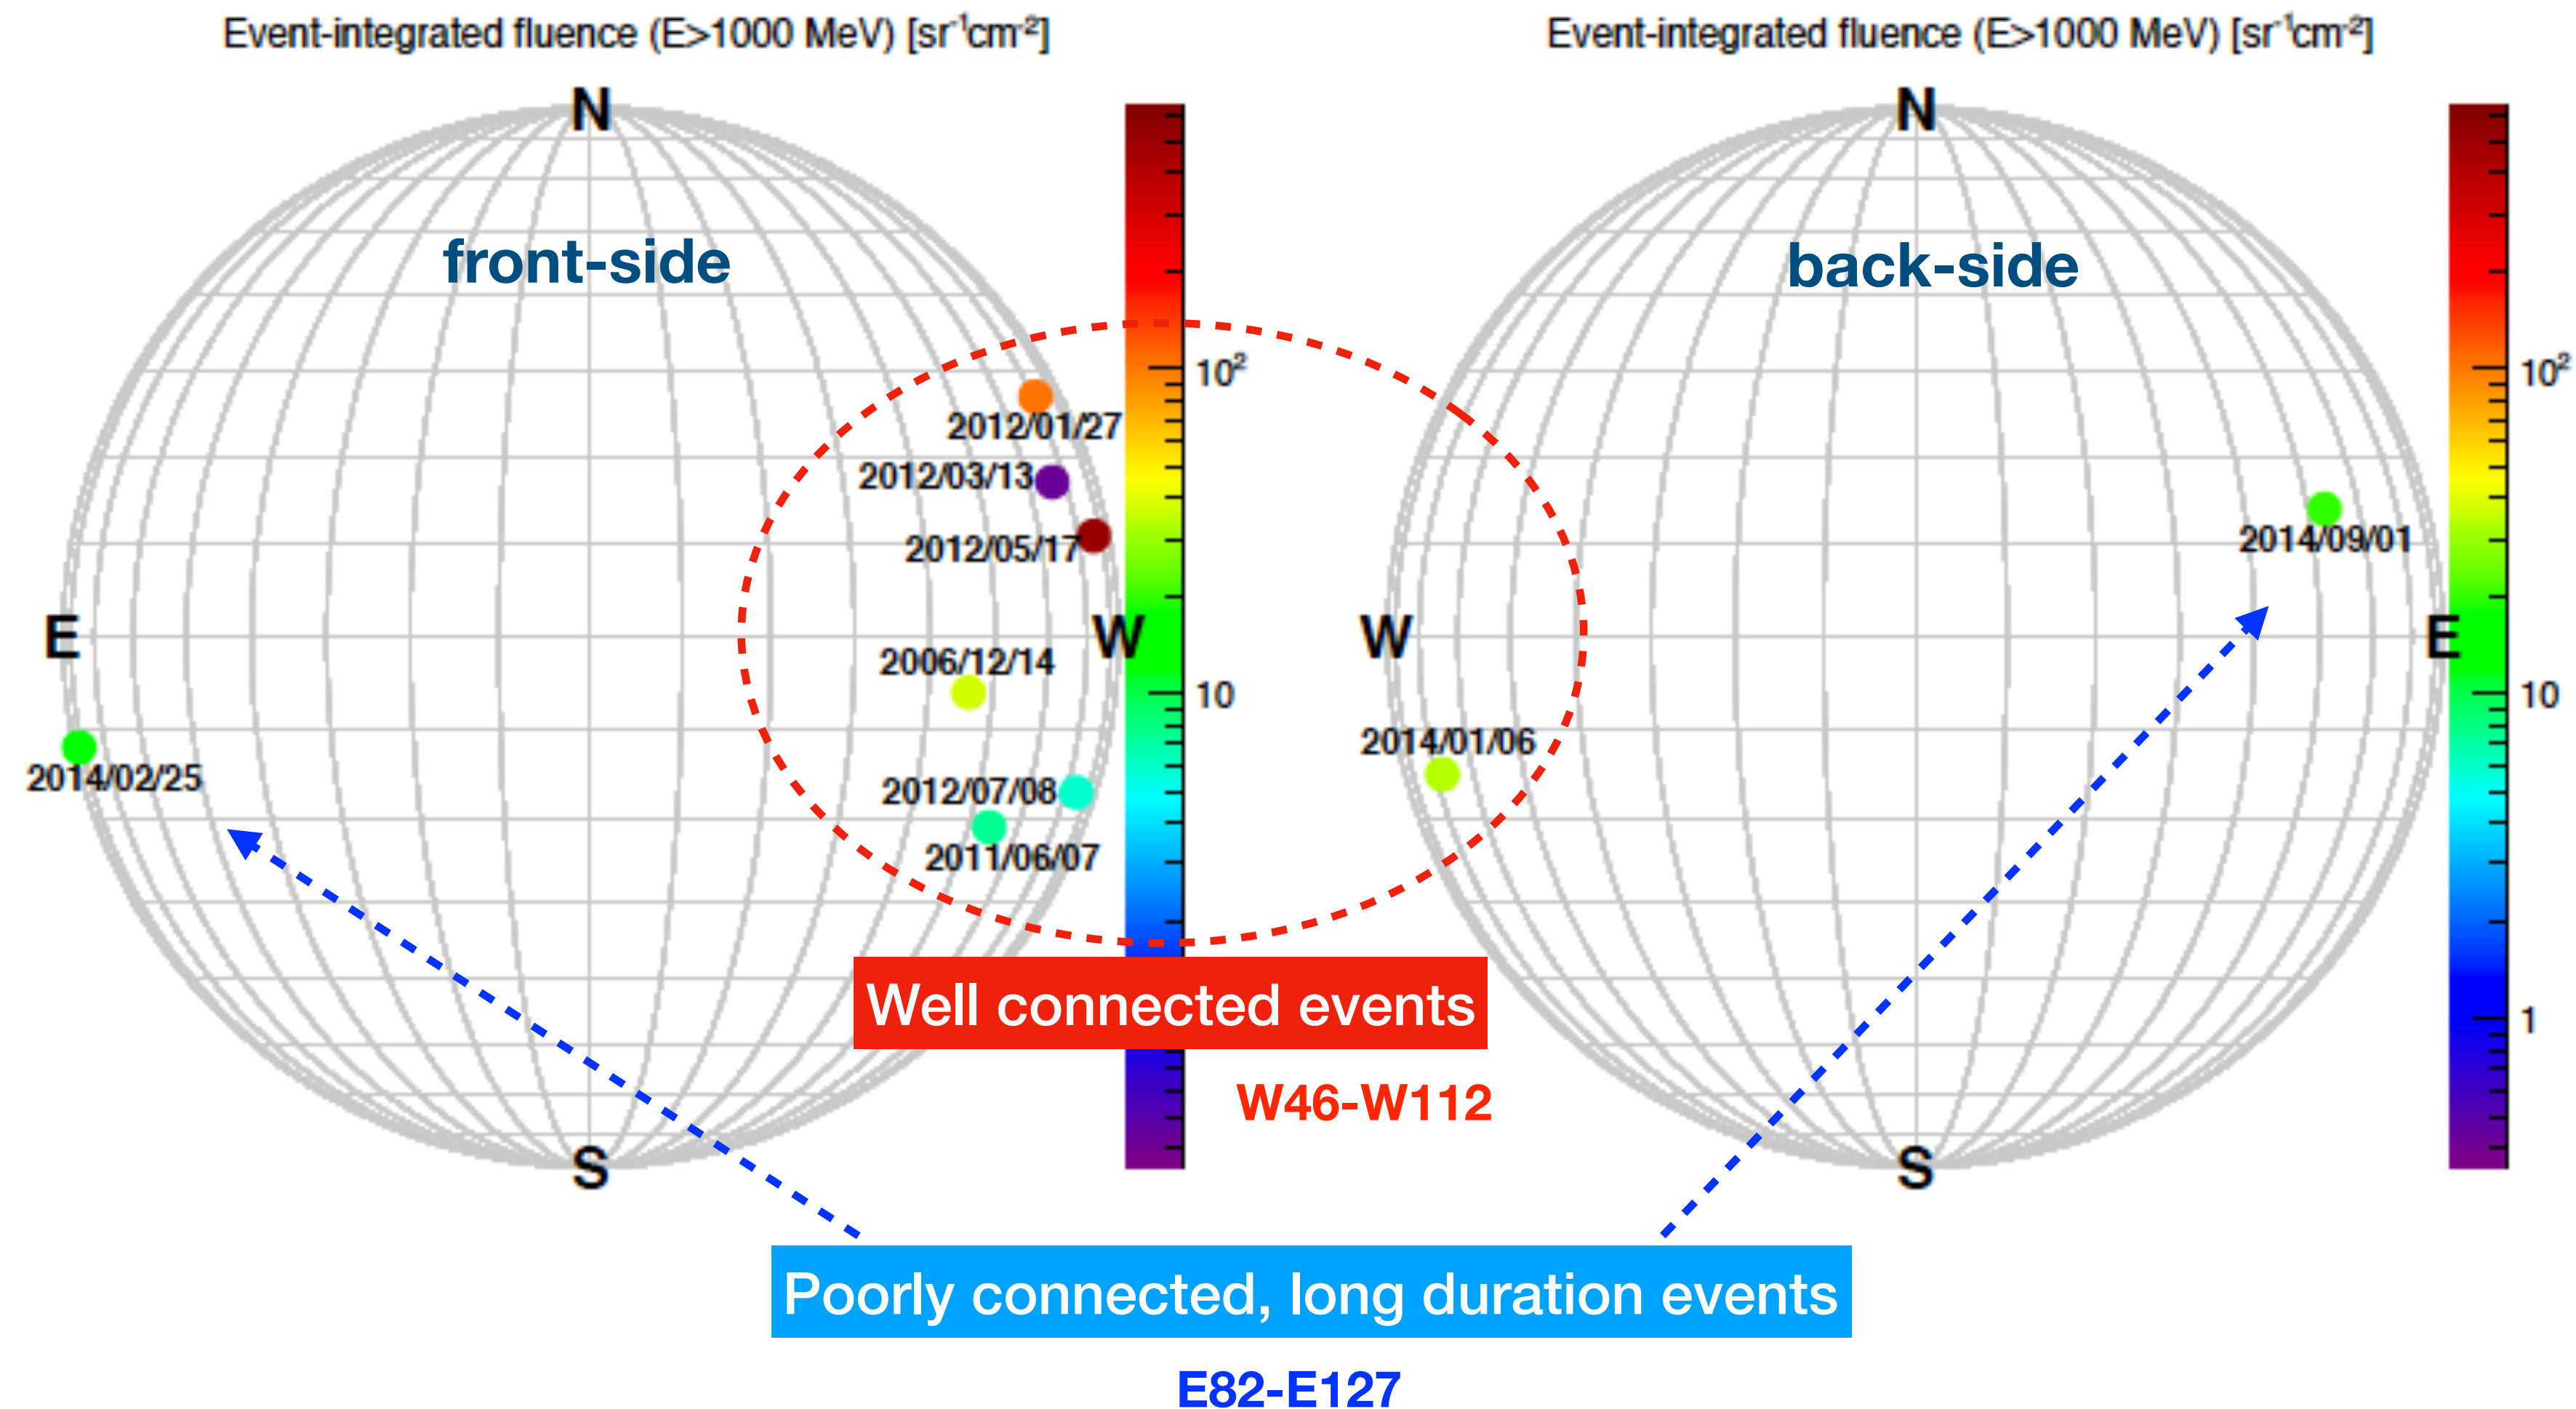 Event-integrated fluence (E>1000 MeV) [sr⁻¹cm⁻²]
N
front-side
2012/01/27
2012/03/13
2012/05/17
E
W
2006/12/14
2014/02/25
2012/07/08
2011/06/07
S
10²
10
Event-integrated fluence (E>1000 MeV) [sr⁻¹cm⁻²]
N
back-side
2014/09/01
W
E
2014/01/06
S
10²
10
1
Well connected events
W46-W112
Poorly connected, long duration events
E82-E127